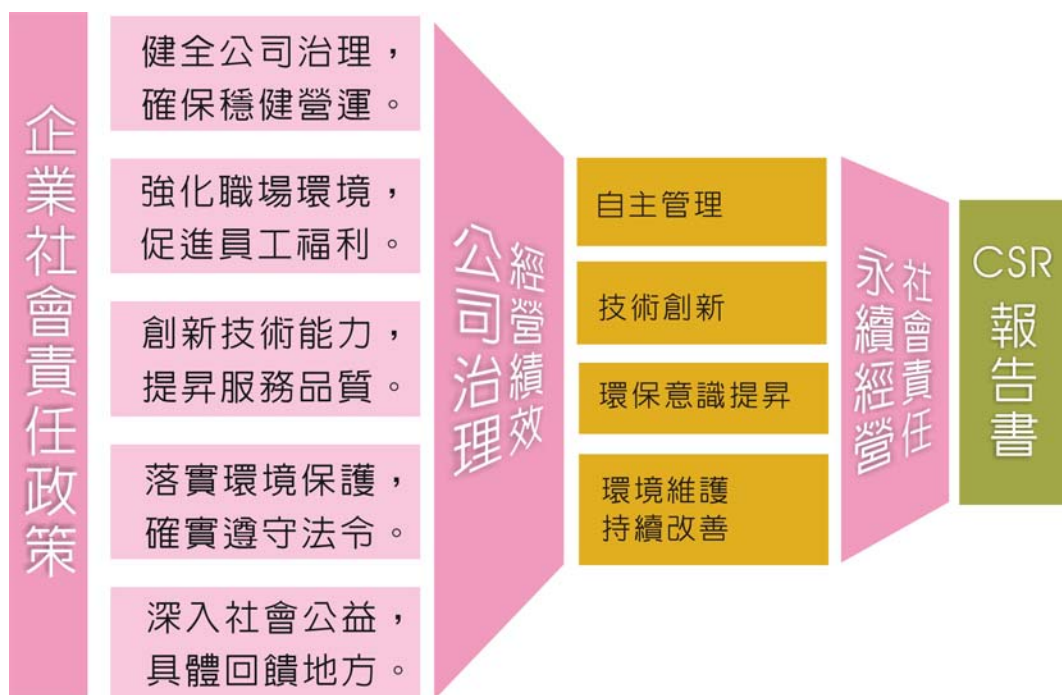 企業社會責任政策
健全公司治理，
確保穩健營運。
強化職場環境，
促進員工福利。
創新技術能力，
提昇服務品質。
落實環境保護，
確實遵守法令。
深入社會公益，
具體回饋地方。
公司治理
經營績效
自主管理
技術創新
環保意識提昇
環境維護
持續改善
永續經營
社會責任
CSR
報告書